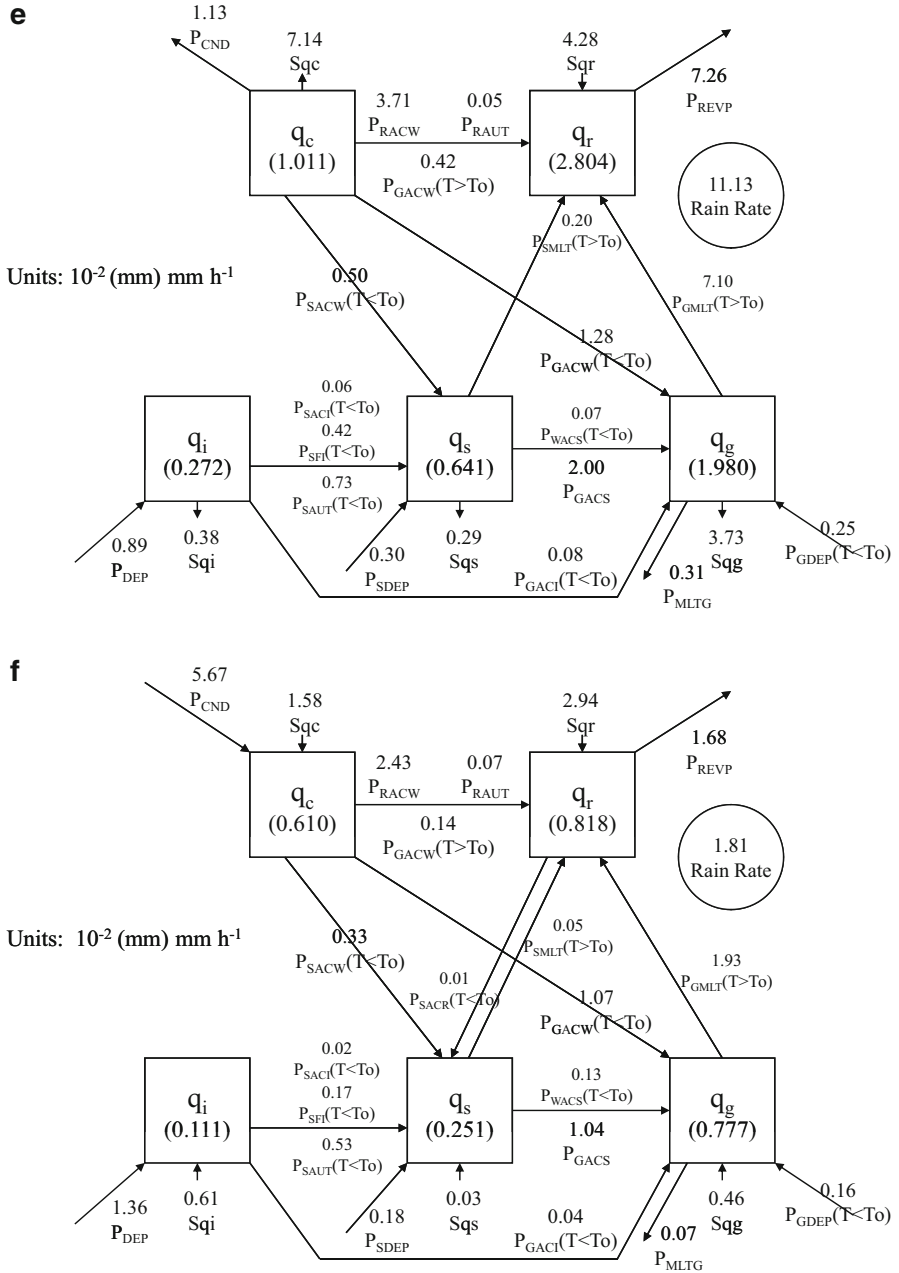 e
1.13
P_CND
7.14
Sqc
4.28
Sqr
7.26
P_REVP
q_c
(1.011)
3.71
P_RACW
0.05
P_RAUT
0.42
P_GACW(T>To)
q_r
(2.804)
11.13
Rain Rate
0.20
P_SMLT(T>To)
Units: 10^-2 (mm) mm h^-1
0.50
P_SACW(T<To)
7.10
P_GMLT(T>To)
1.28
P_GACW(T<To)
q_i
(0.272)
0.06
P_SACI(T<To)
0.42
P_SFI(T<To)
0.73
P_SAUT(T<To)
q_s
(0.641)
0.07
P_WACS(T<To)
2.00
P_GACS
q_g
(1.980)
0.89
P_DEP
0.38
Sqi
0.30
P_SDEP
0.29
Sqs
0.08
P_GACI(T<To)
0.31
P_MLTG
3.73
Sqg
0.25
P_GDEP(T<To)
f
5.67
P_CND
1.58
Sqc
2.94
Sqr
1.68
P_REVP
q_c
(0.610)
2.43
P_RACW
0.07
P_RAUT
0.14
P_GACW(T>To)
q_r
(0.818)
1.81
Rain Rate
Units: 10^-2 (mm) mm h^-1
0.33
P_SACW(T<To)
0.01
P_SACR(T<To)
0.05
P_SMLT(T>To)
1.93
P_GMLT(T>To)
1.07
P_GACW(T<To)
q_i
(0.111)
0.02
P_SACI(T<To)
0.17
P_SFI(T<To)
0.53
P_SAUT(T<To)
q_s
(0.251)
0.13
P_WACS(T<To)
1.04
P_GACS
q_g
(0.777)
1.36
P_DEP
0.61
Sqi
0.18
P_SDEP
0.03
Sqs
0.04
P_GACI(T<To)
0.07
P_MLTG
0.46
Sqg
0.16
P_GDEP(T<To)